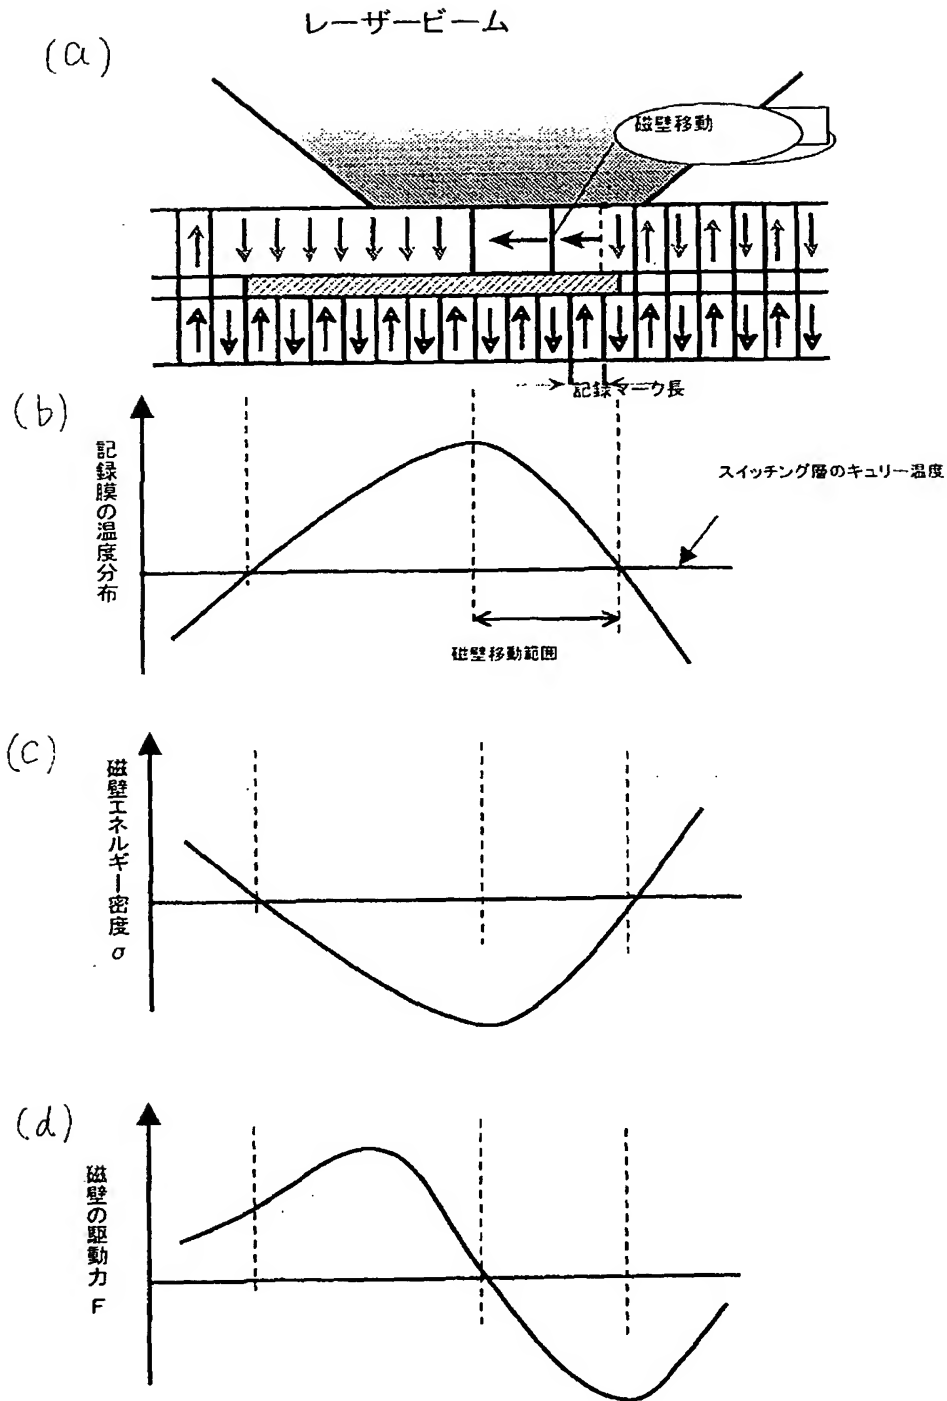 レーザービーム
(a)
磁壁移動
記録マーク長
(b)
記録膜の温度分布
スイッチング層のキュリー温度
磁壁移動範囲
(c)
磁壁エネルギー密度 σ
(d)
磁壁の駆動力 F